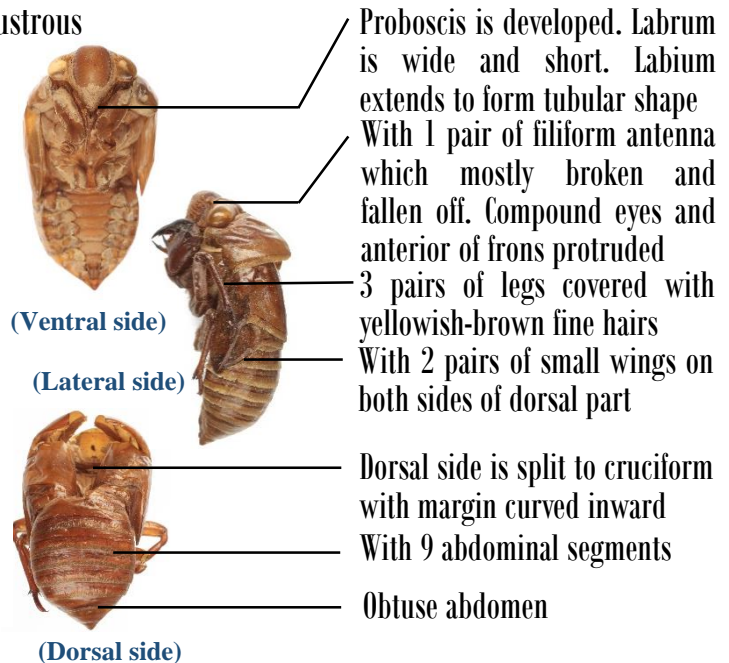 ustrous
Proboscis is developed. Labrum
is wide and short. Labium
extends to form tubular shape
With 1 pair of filiform antenna
which mostly broken and
fallen off. Compound eyes and
anterior of frons protruded
3 pairs of legs covered with
yellowish-brown fine hairs
With 2 pairs of small wings on
both sides of dorsal part
(Ventral side)
(Lateral side)
Dorsal side is split to cruciform
with margin curved inward
With 9 abdominal segments
Obtuse abdomen
(Dorsal side)